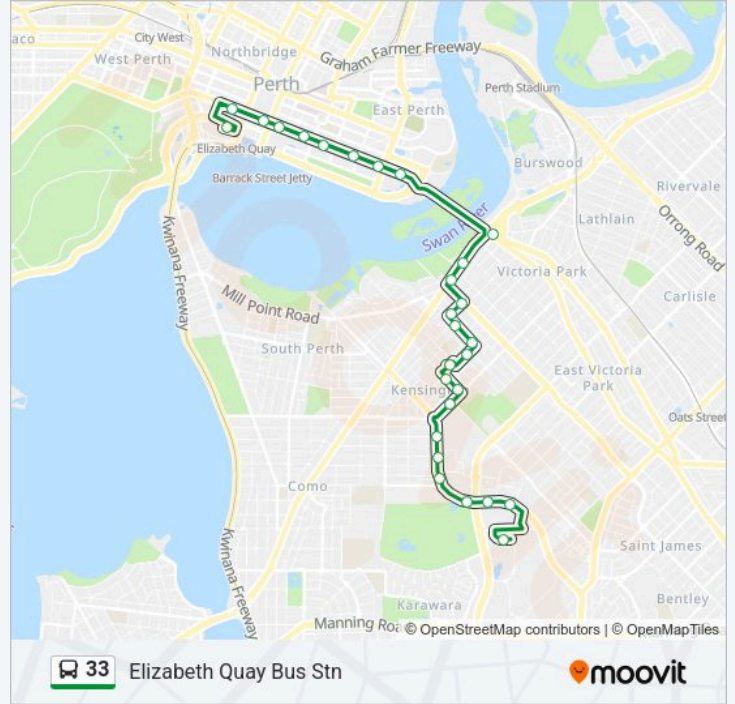 aco
City West
West Perth
Northbridge
Graham Farmer Freeway
Perth
Perth Stadium
East Perth
Elizabeth Quay
Burswood
Barrack Street Jetty
Rivervale
Swan River
Lathlain
Orrong Road
Kwinana Freeway
Victoria Park
Mill Point Road
Carlisle
South Perth
East Victoria
Park
Kensing
Oats Street
Como
Kwinana Freeway
Saint James
Karawara
Bentley
Manning Roa
© OpenStreetMap contributors | © OpenMapTiles
33 Elizabeth Quay Bus Stn
moovit